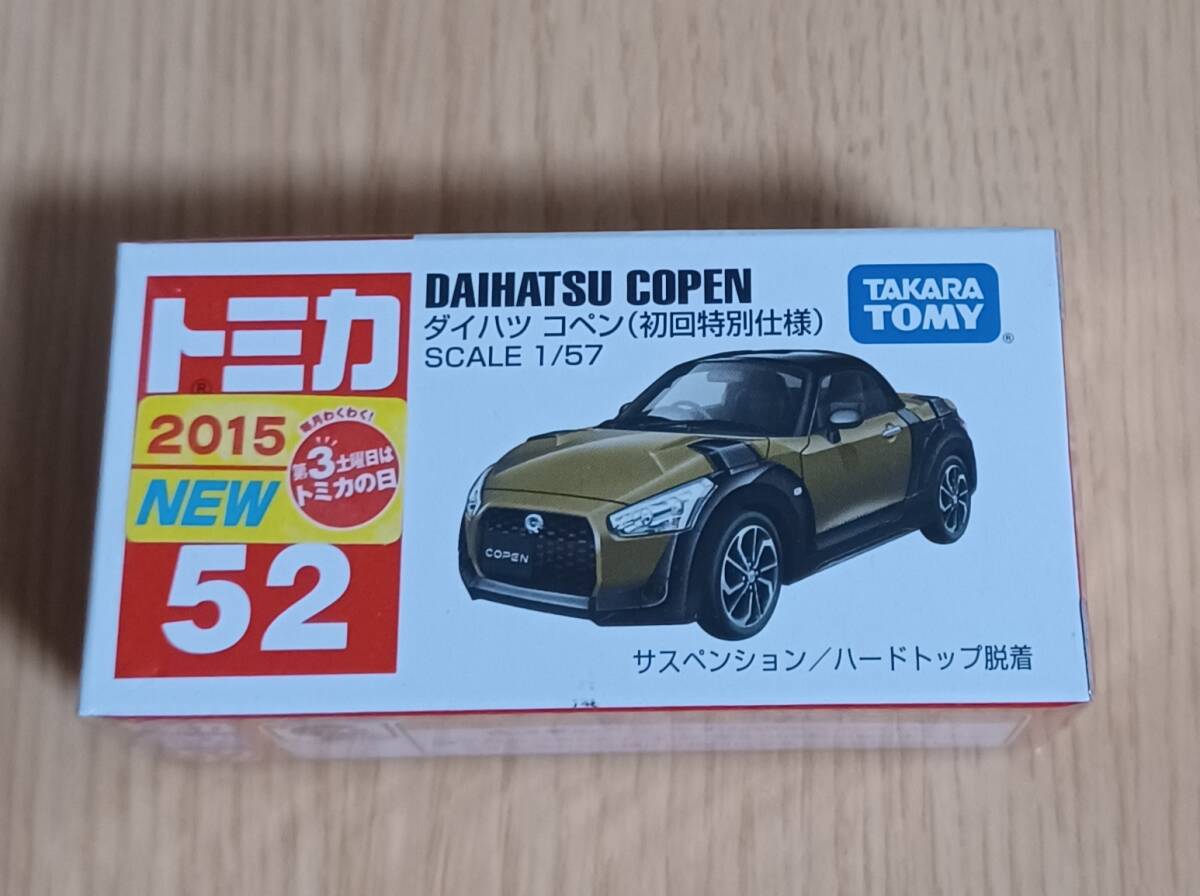 トミカ
®
2015
NEW
毎月わくわく!
第3土曜日は
トミカの日
52
DAIHATSU COPEN
ダイハツ コペン(初回特別仕様)
SCALE 1/57
TAKARA
TOMY
®
COPEN
サスペンション/ハードトップ脱着